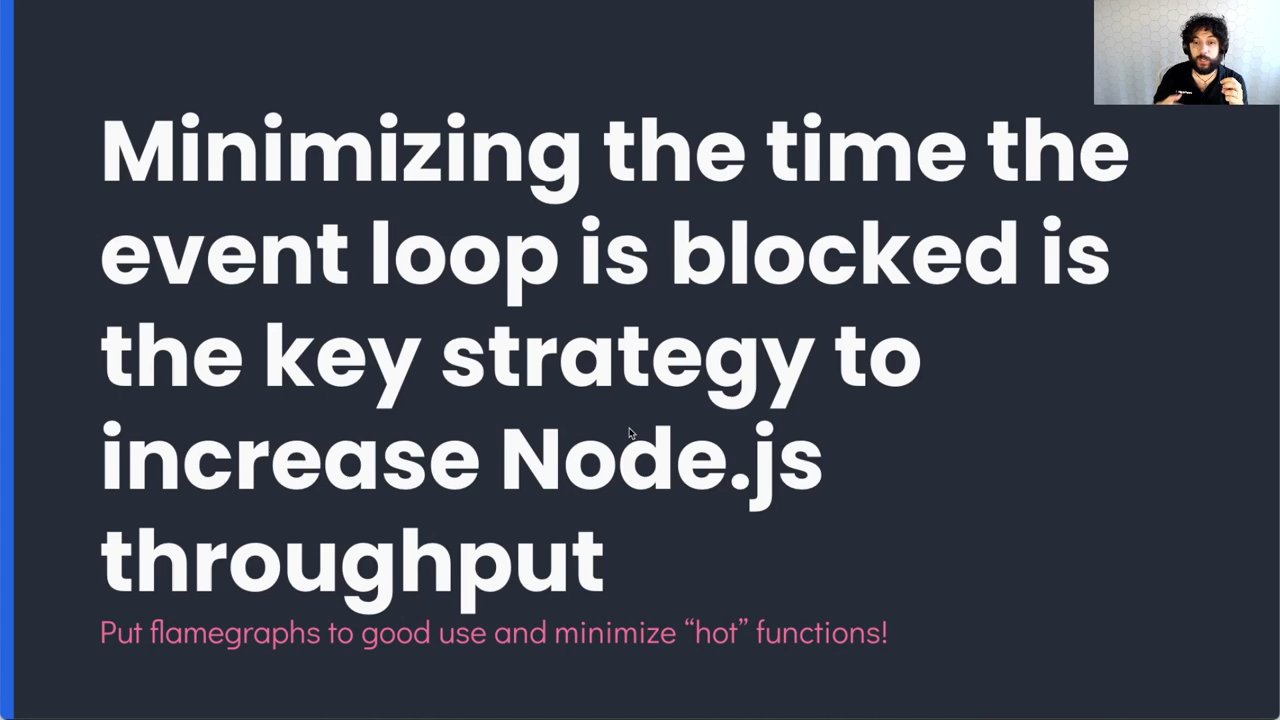 Minimizing the time the
event loop is blocked is
the key strategy to
increase Node.js
throughput
Put flamegraphs to good use and minimize “hot” functions!